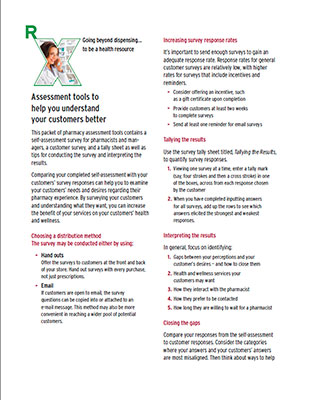 Rx
Going beyond dispensing...
to be a health resource
Assessment tools to
help you understand
your customers better
This packet of pharmacy assessment tools contains a
self-assessment survey for pharmacists and man-
agers, a customer survey, and a tally sheet as well as
tips for conducting the survey and interpreting the
results.
Comparing your completed self-assessment with your
customers' survey responses can help you to examine
your customers' needs and desires regarding their
pharmacy experience. By surveying your customers
and understanding what they want, you can increase
the benefit of your services on your customers' health
and wellness.
Choosing a distribution method
The survey may be conducted either by using:
• Hand outs
Offer the surveys to customers at the front and back
of your store. Hand out surveys with every purchase,
not just prescriptions.
• Email
If customers are open to email, the survey
questions can be copied into or attached to an
e-mail message. This method may also be more
convenient in reaching a wider pool of potential
customers.
Increasing survey response rates
It's important to send enough surveys to gain an
adequate response rate. Response rates for general
customer surveys are relatively low, with higher
rates for surveys that include incentives and
reminders.
• Consider offering an incentive, such
as a gift certificate upon completion
• Provide customers at least two weeks
to complete surveys
• Send at least one reminder for email surveys
Tallying the results
Use the survey tally sheet titled, Tallying the Results,
to quantify survey responses.
1. Viewing one survey at a time, enter a tally mark
(say, four strokes and then a cross stroke) in one
of the boxes, across from each response chosen
by the customer
2. When you have completed inputting answers
for all surveys, add up the rows to see which
answers elicited the strongest and weakest
responses.
Interpreting the results
In general, focus on identifying:
1. Gaps between your perceptions and your
customer's desires – and how to close them
2. Health and wellness services your
customers may want
3. How they interact with the pharmacist
4. How they prefer to be contacted
5. How long they are willing to wait for a pharmacist
Closing the gaps
Compare your responses from the self-assessment
to customer responses. Consider the categories
where your answers and your customers' answers
are most misaligned. Then think about ways to help